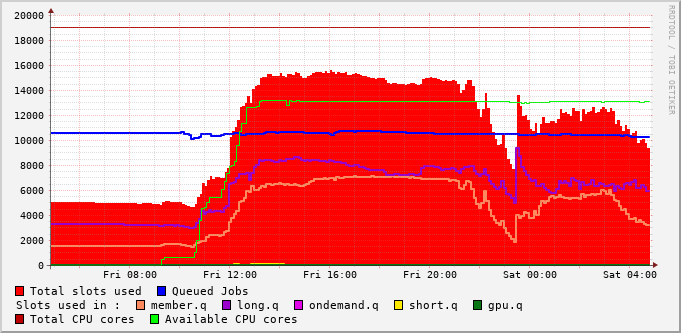 20000
18000
16000
14000
12000
10000
8000
6000
4000
2000
0
Fri 08:00 Fri 12:00 Fri 16:00 Fri 20:00 Sat 00:00 Sat 04:00
Total slots used Queued Jobs
Slots used in : member.q long.q ondemand.q short.q gpu.q
Total CPU cores Available CPU cores
RRDTOOL / TOBI OETIKER